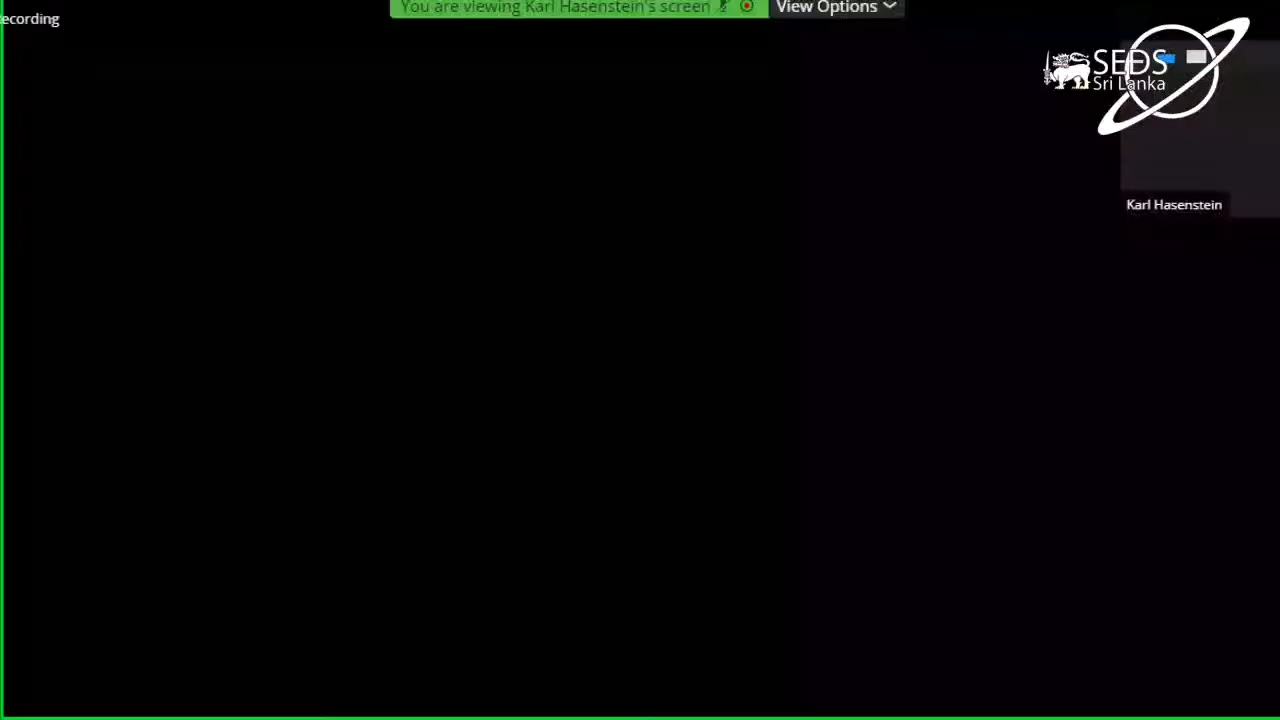 You are viewing Karl Hasenstein's screen
View Options
ecording
SEDS
Sri Lanka
Karl Hasenstein